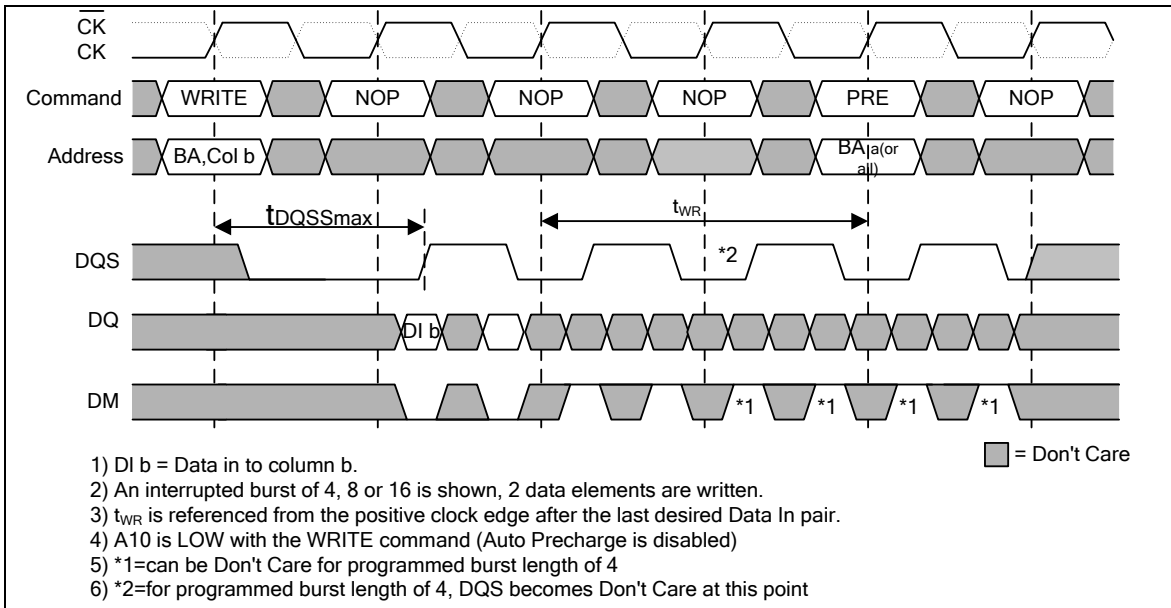 CK
CK
Command WRITE NOP NOP NOP PRE NOP
Address BA,Col b BA a(or
all)
tDQSSmax tWR
DQS *2
DQ DI b
DM *1 *1 *1 *1
= Don't Care
1) DI b = Data in to column b.
2) An interrupted burst of 4, 8 or 16 is shown, 2 data elements are written.
3) tWR is referenced from the positive clock edge after the last desired Data In pair.
4) A10 is LOW with the WRITE command (Auto Precharge is disabled)
5) *1=can be Don't Care for programmed burst length of 4
6) *2=for programmed burst length of 4, DQS becomes Don't Care at this point